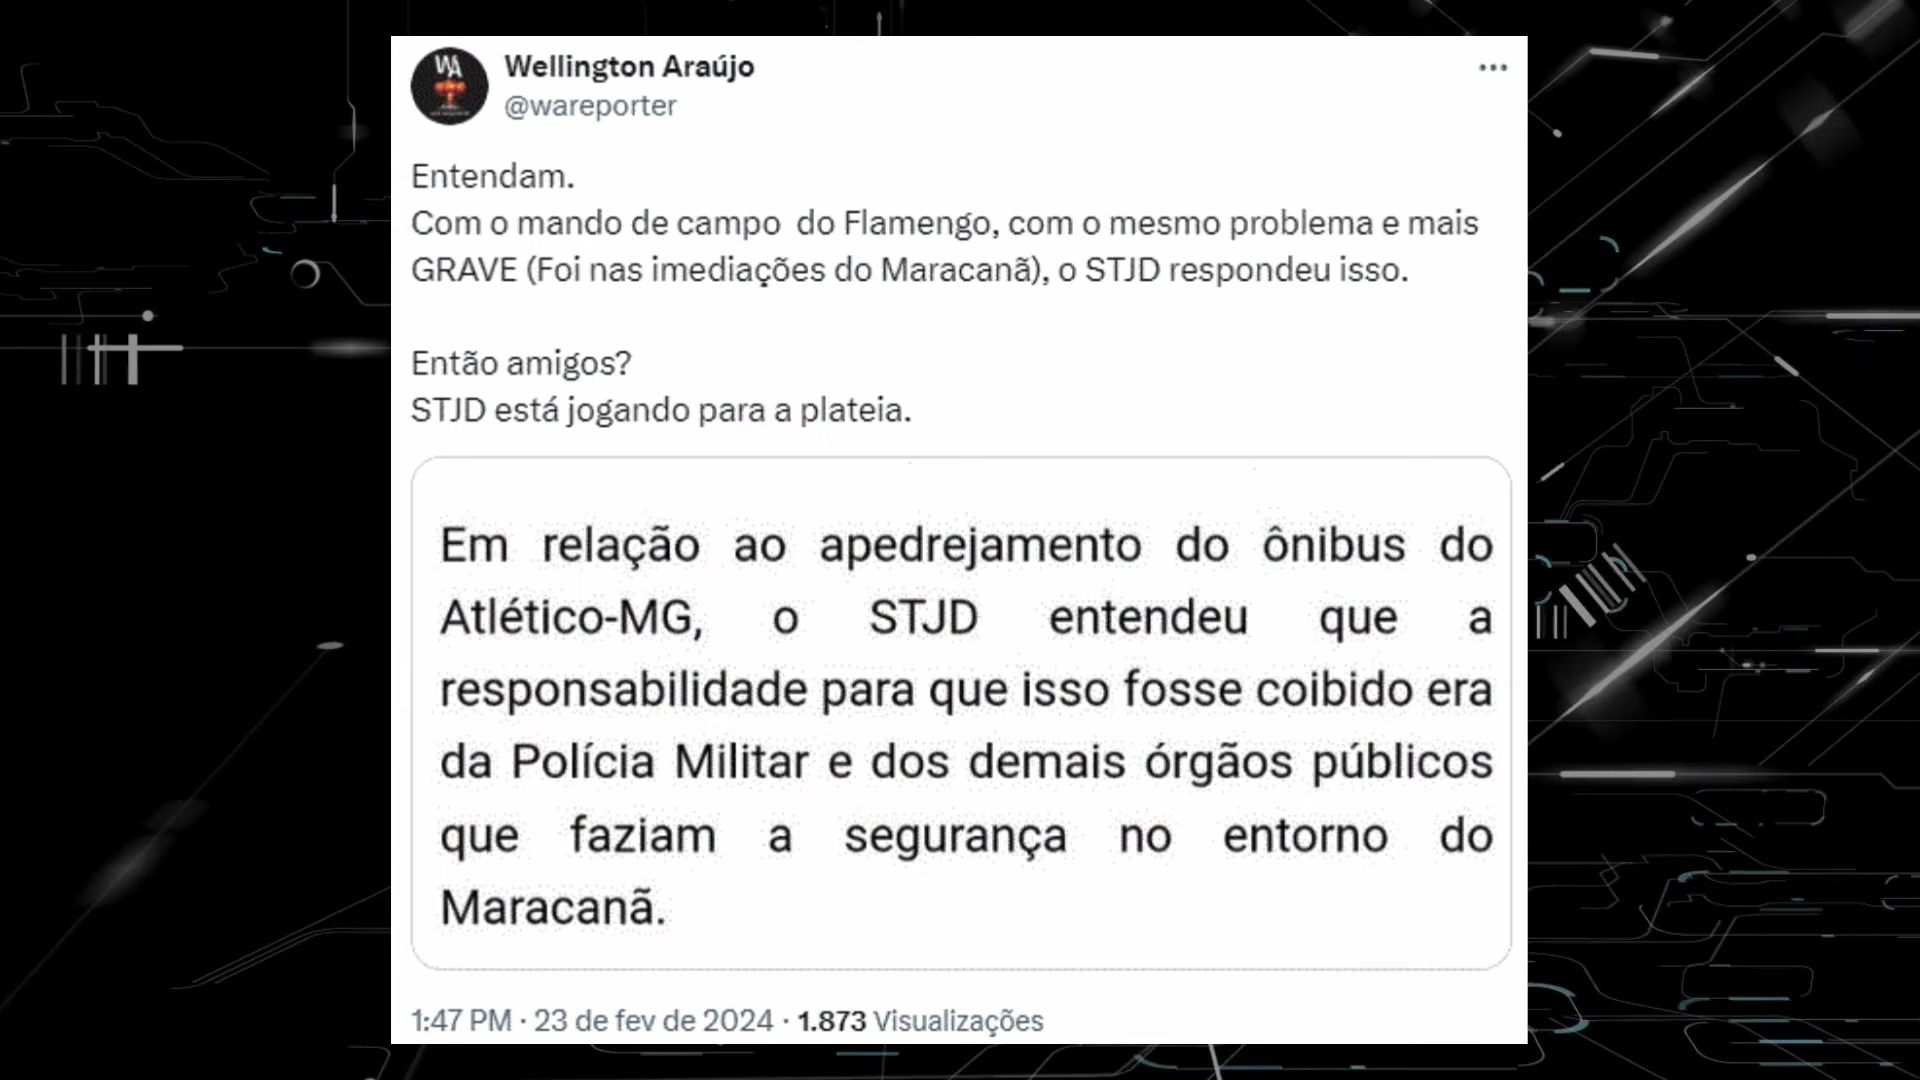 WA
Wellington Araújo
@wareporter
Entendam.
Com o mando de campo do Flamengo, com o mesmo problema e mais
GRAVE (Foi nas imediações do Maracanã), o STJD respondeu isso.
Então amigos?
STJD está jogando para a plateia.
Em relação ao apedrejamento do ônibus do
Atlético-MG, o STJD entendeu que a
responsabilidade para que isso fosse coibido era
da Polícia Militar e dos demais órgãos públicos
que faziam a segurança no entorno do
Maracanã.
1:47 PM · 23 de fev de 2024 · 1.873 Visualizações